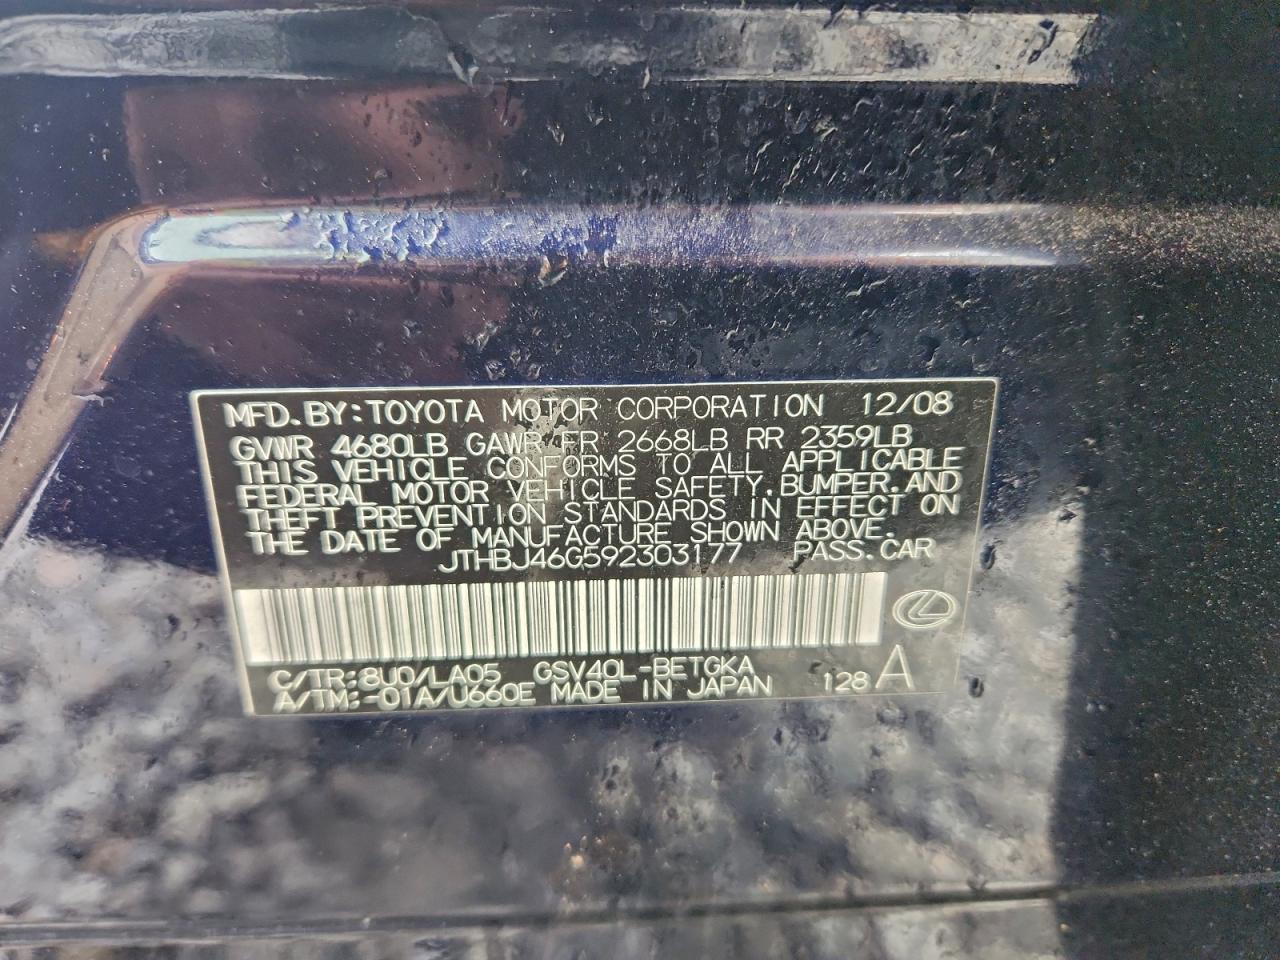 MFD.BY:TOYOTA MOTOR CORPORATION 12/08
GVWR 4680LB GAWR FR 2668LB RR 2359LB
THIS VEHICLE CONFORMS TO ALL APPLICABLE
FEDERAL MOTOR VEHICLE SAFETY,BUMPER,AND
THEFT PREVENTION STANDARDS IN EFFECT ON
THE DATE OF MANUFACTURE SHOWN ABOVE.
JTHBJ46G592303177 PASS.CAR
C/TR:8U0/LA05 GSV40L-BETGKA
A/TM:-01A/U660E MADE IN JAPAN 128 A